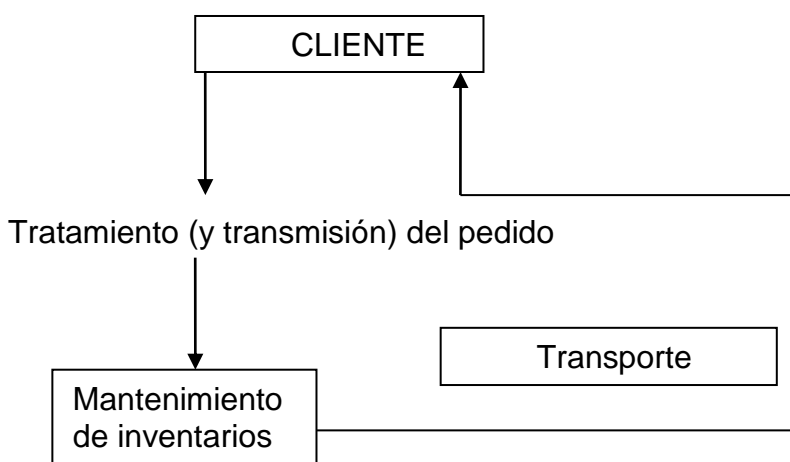 CLIENTE
Tratamiento (y transmisión) del pedido
Transporte
Mantenimiento
de inventarios